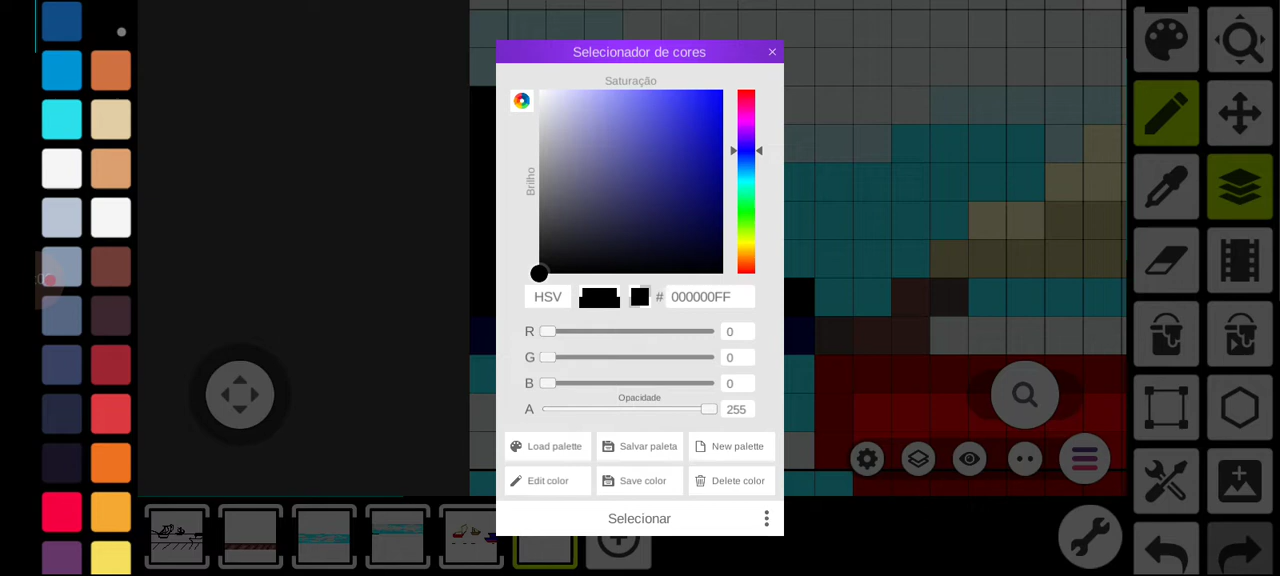 Selecionador de cores ×
Saturação
Brilho
HSV # 000000FF
R 0
G 0
B 0
Opacidade
A 255
Load palette Salvar paleta New palette
Edit color Save color Delete color
Selecionar